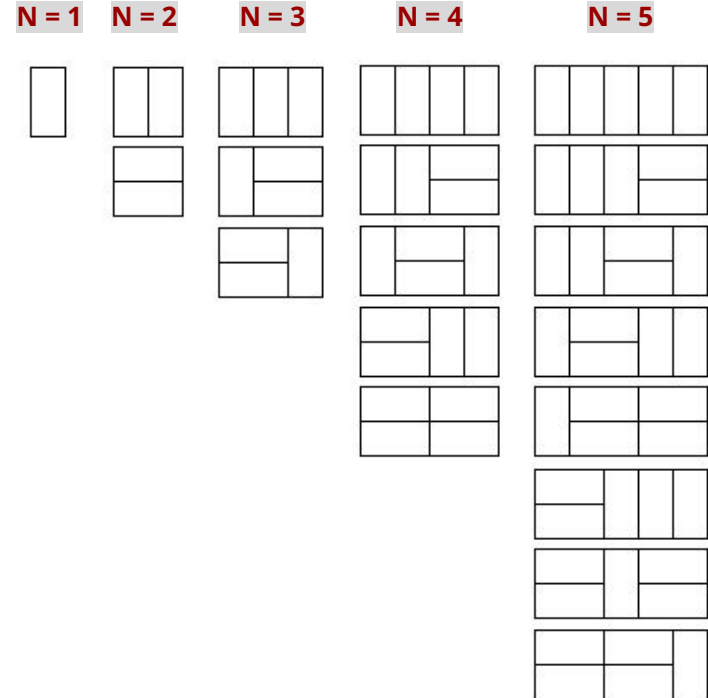 N = 1 N = 2 N = 3 N = 4 N = 5